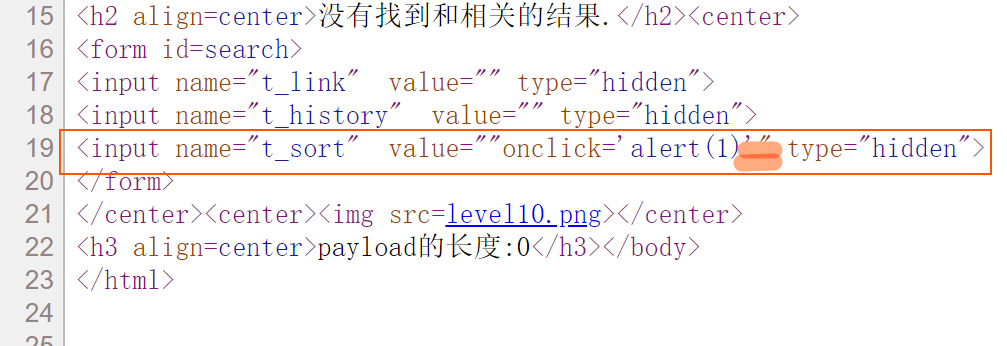 15 <h2 align=center>没有找到和相关的结果.</h2><center>
16 <form id=search>
17 <input name="t_link"  value="" type="hidden">
18 <input name="t_history"  value="" type="hidden">
19 <input name="t_sort"  value=""onclick='alert(1)'" type="hidden">
20 </form>
21 </center><center><img src=level10.png></center>
22 <h3 align=center>payload的长度:0</h3></body>
23 </html>
24
25